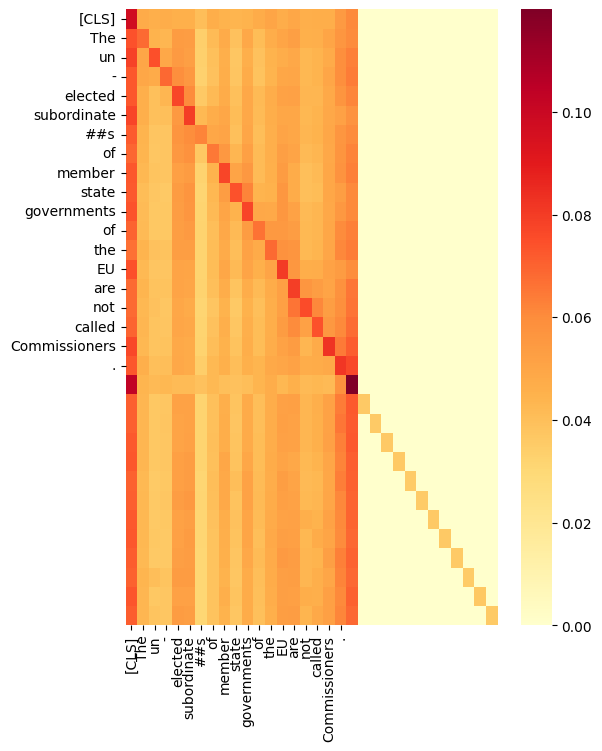 [CLS]
The
un
-
elected
subordinate
##s
of
member
state
governments
of
the
EU
are
not
called
Commissioners
.
0.10
0.08
0.06
0.04
0.02
0.00
[CLS]
The
un
-
elected
subordinate
##s
of
member
state
governments
of
the
EU
are
not
called
Commissioners
.